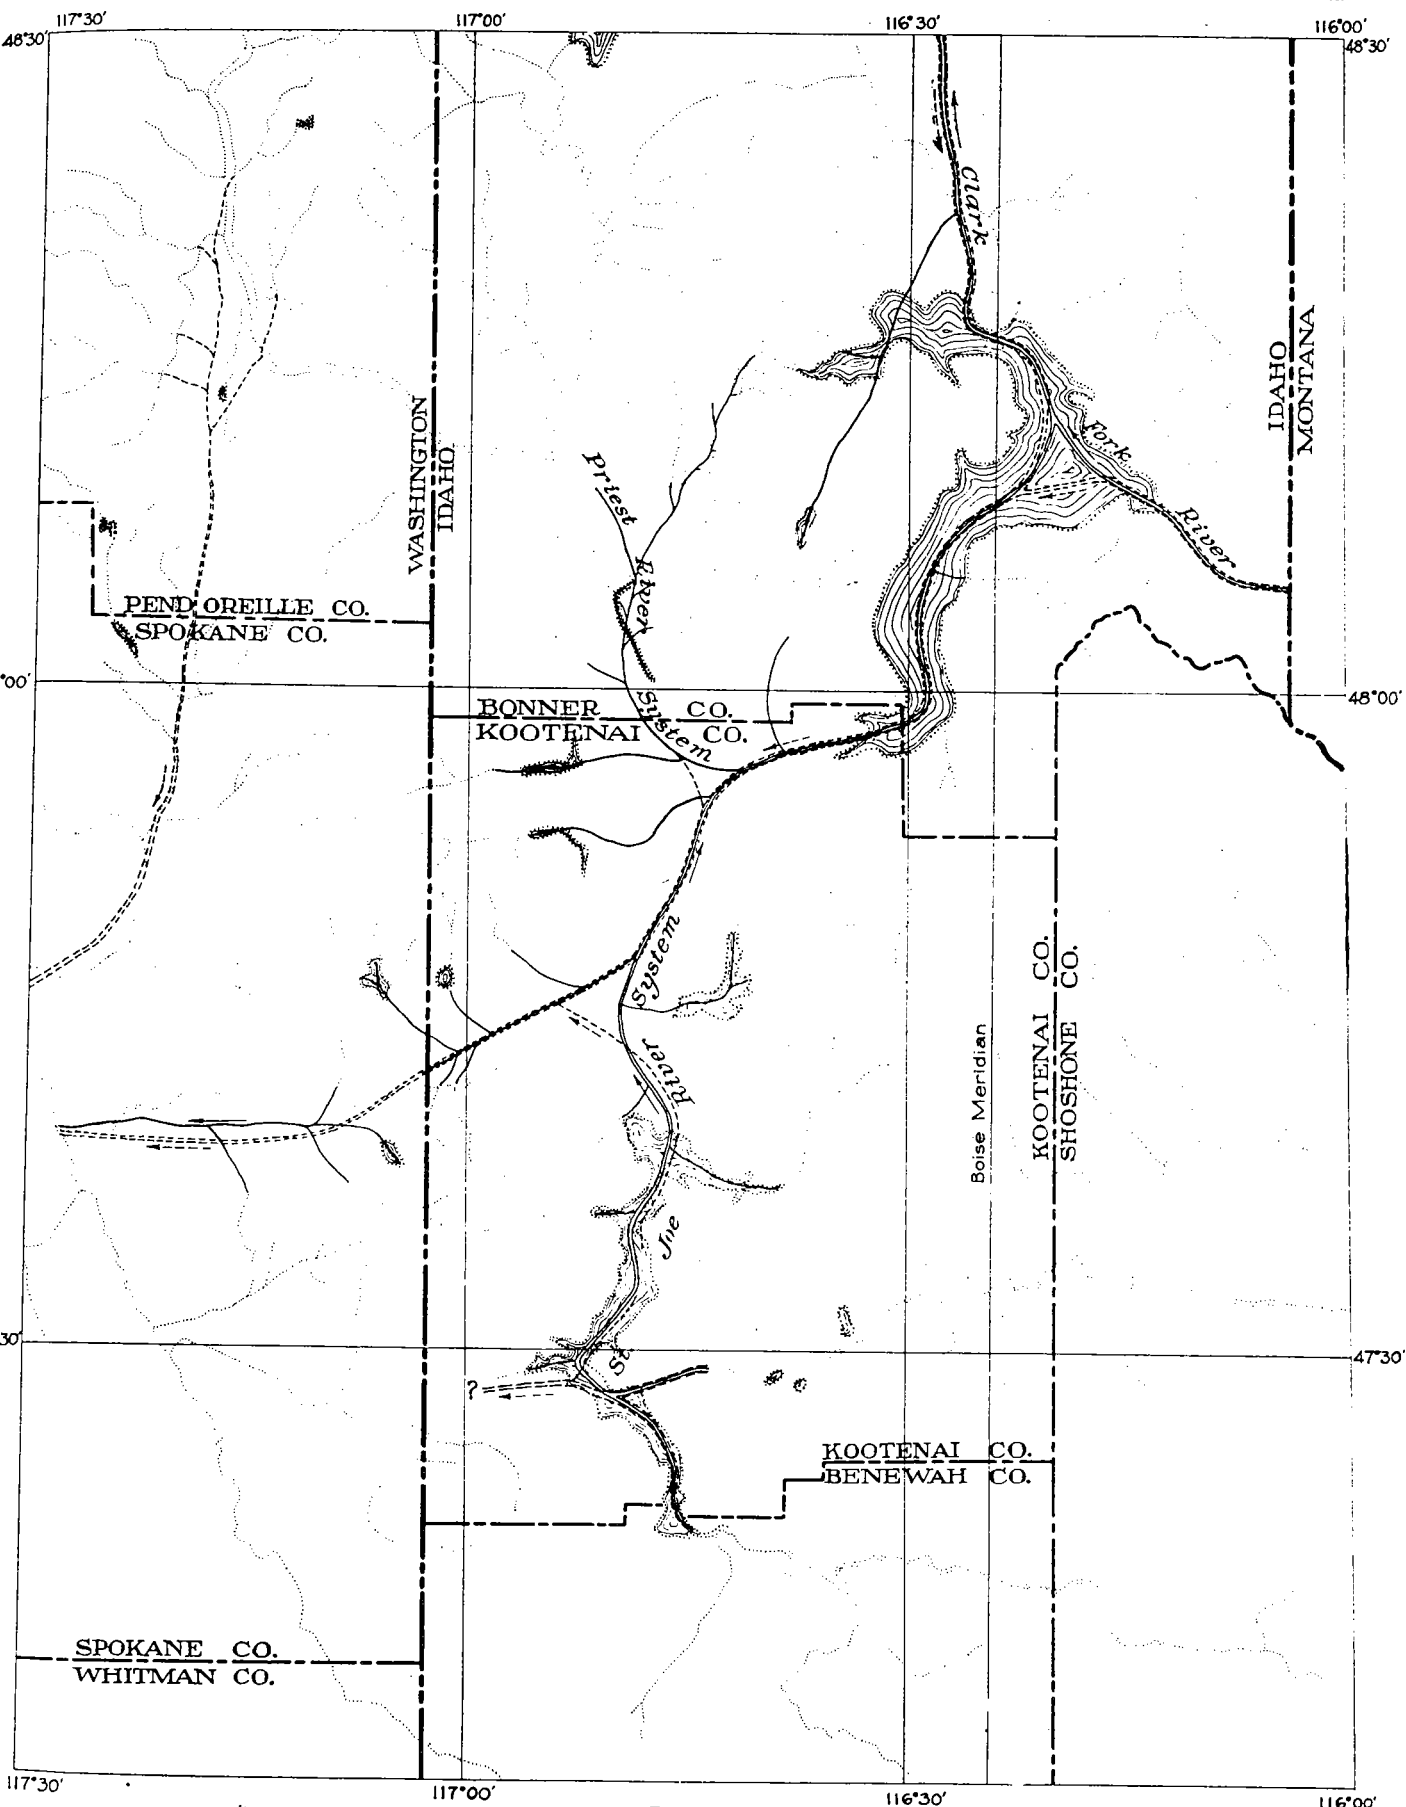 117°30′
117°00′
116°30′
116°00′
48°30′
48°30′
Clark
IDAHO
MONTANA
WASHINGTON
IDAHO
Fork
River
Priest
River
System
PEND OREILLE CO.
SPOKANE CO.
°00′
48°00′
BONNER CO.
KOOTENAI CO.
System
River
Joe
St
Boise Meridian
KOOTENAI CO.
SHOSHONE CO.
30′
47°30′
?
KOOTENAI CO.
BENEWAH CO.
SPOKANE CO.
WHITMAN CO.
117°30′
117°00′
116°30′
116°00′